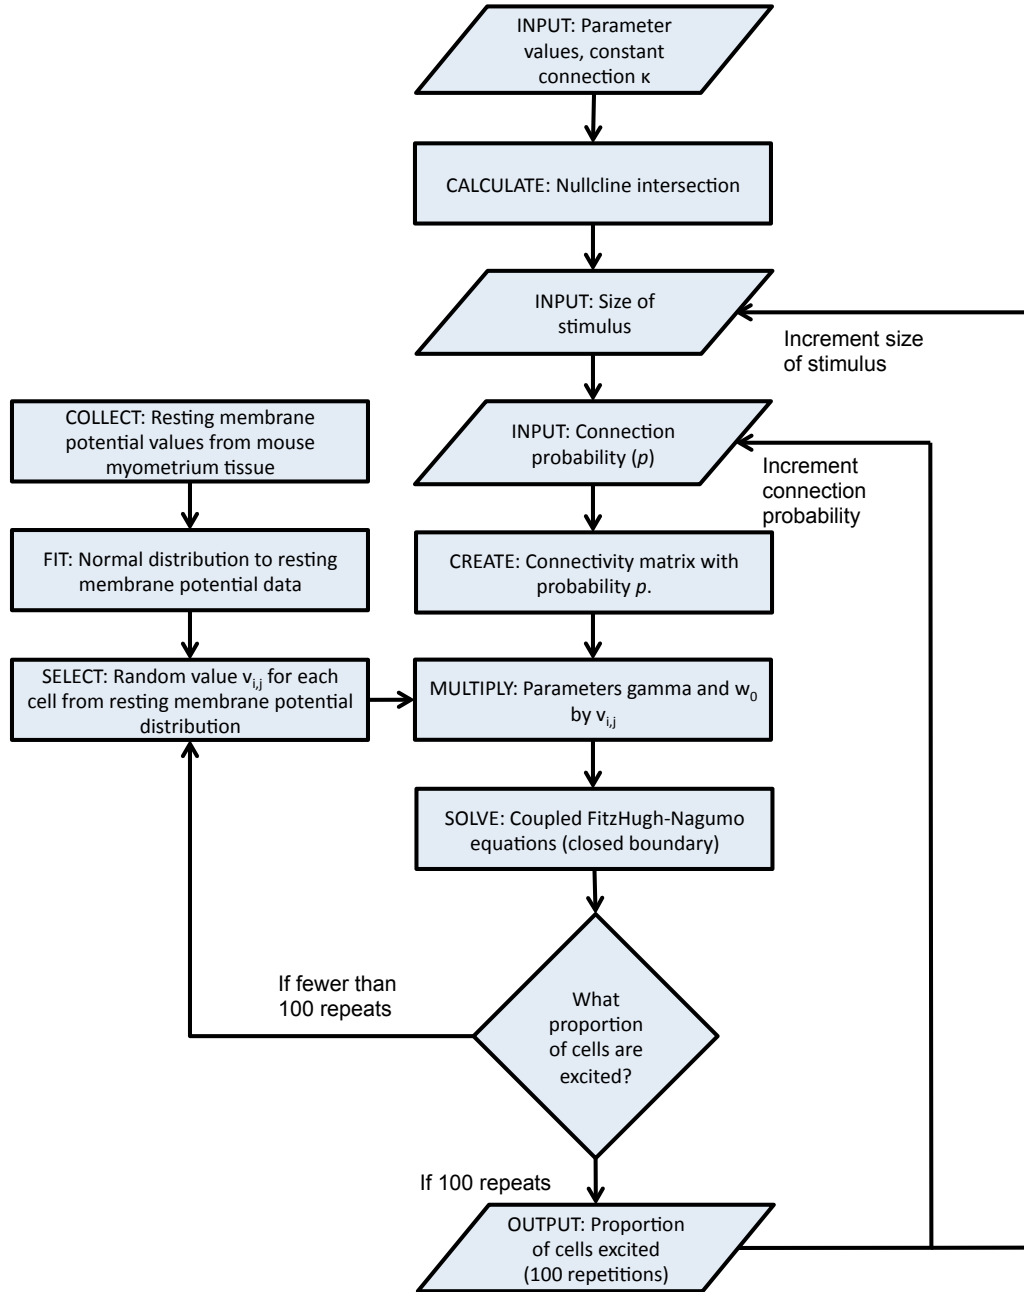 INPUT: Parameter
values, constant
connection κ
CALCULATE: Nullcline intersection
INPUT: Size of
stimulus
Increment size
of stimulus
COLLECT: Resting membrane
potential values from mouse
myometrium tissue
INPUT: Connection
probability (p)
Increment
connection
probability
FIT: Normal distribution to resting
membrane potential data
CREATE: Connectivity matrix with
probability p.
SELECT: Random value v_{i,j} for each
cell from resting membrane potential
distribution
MULTIPLY: Parameters gamma and w_0
by v_{i,j}
SOLVE: Coupled FitzHugh-Nagumo
equations (closed boundary)
If fewer than
100 repeats
What
proportion
of cells are
excited?
If 100 repeats
OUTPUT: Proportion
of cells excited
(100 repetitions)